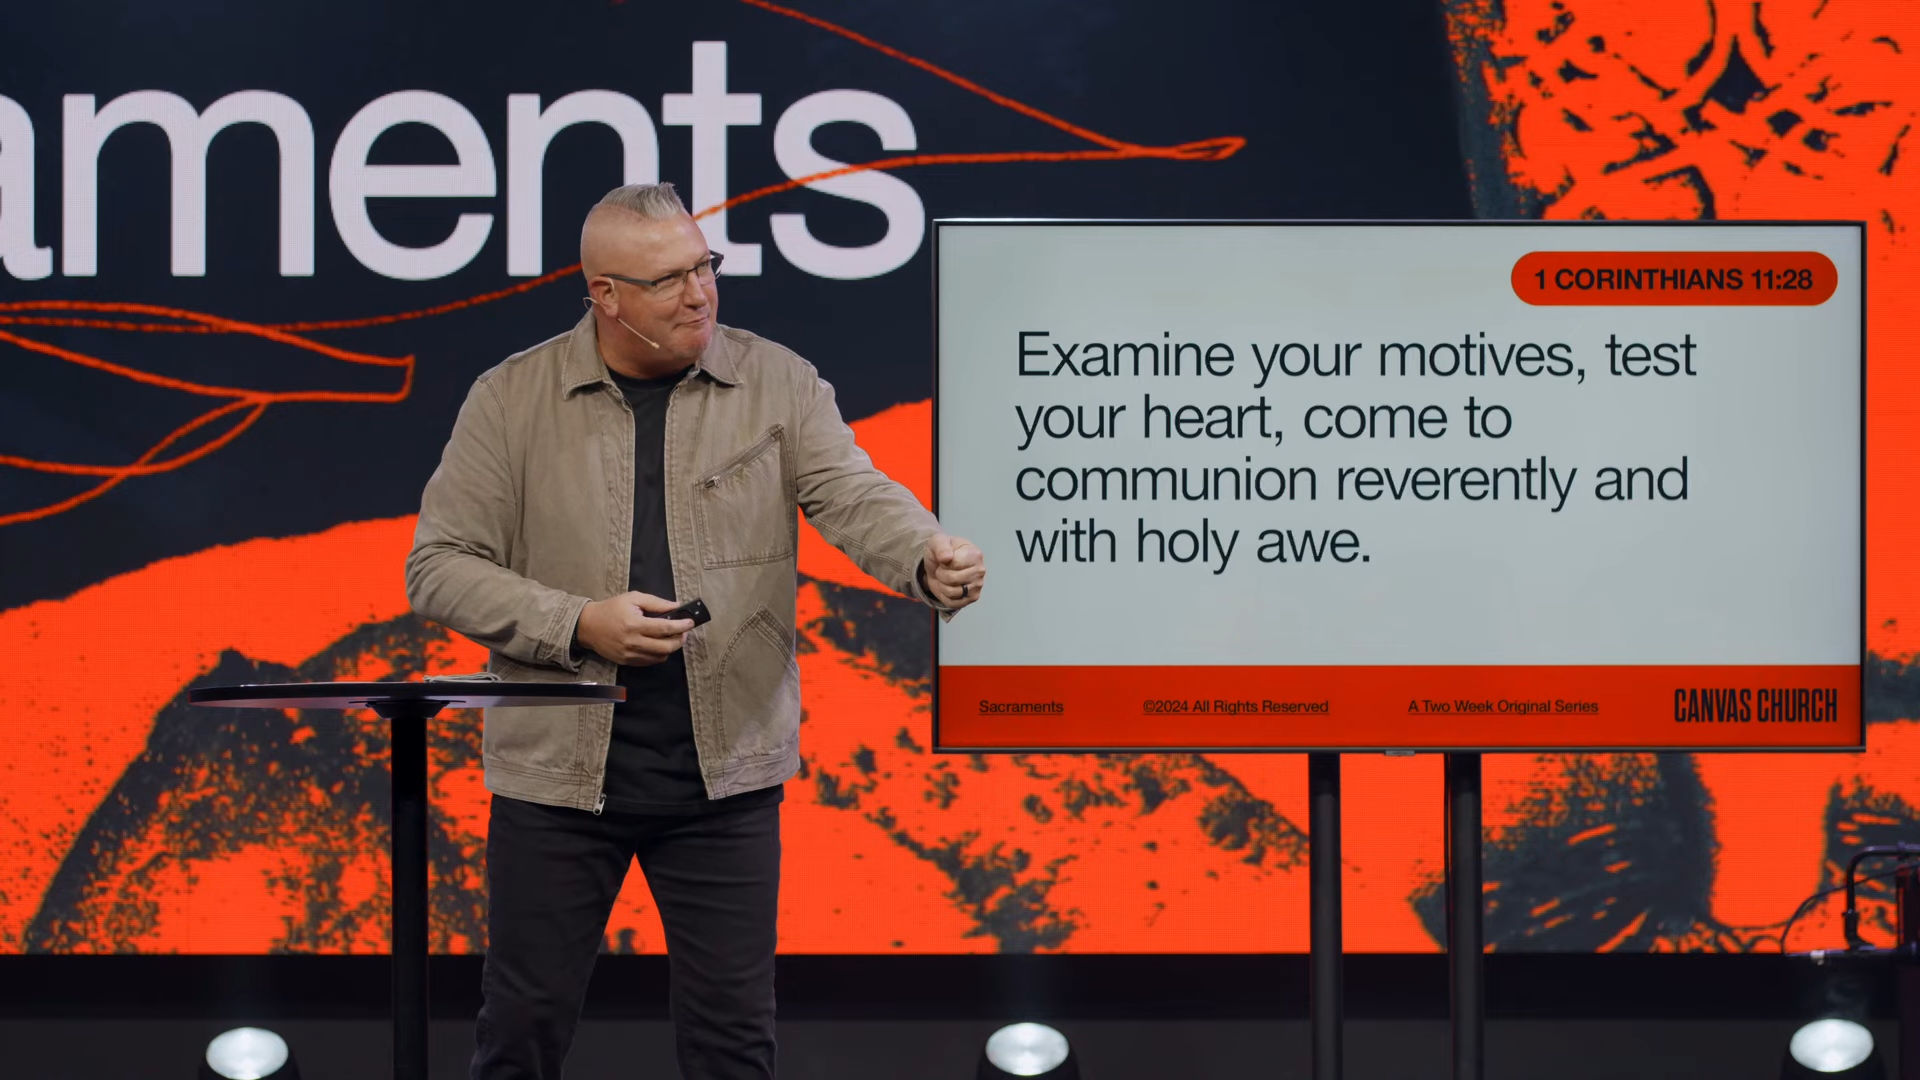 aments
1 CORINTHIANS 11:28
Examine your motives, test
your heart, come to
communion reverently and
with holy awe.
Sacraments
©2024 All Rights Reserved
A Two Week Original Series
CANVAS CHURCH